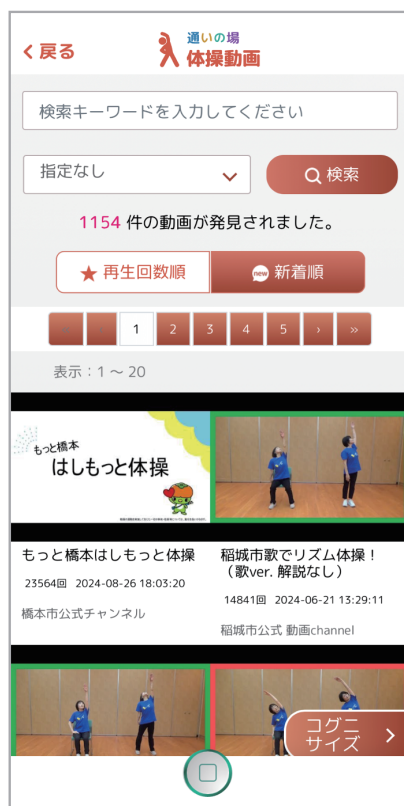 戻る
通いの場
体操動画
検索キーワードを入力してください
指定なし
検索
1154 件の動画が発見されました。
再生回数順
new 新着順
1 2 3 4 5 › »
表示：1 ～ 20
もっと橋本
はしもっと体操
もっと橋本はしもっと体操
23564回 2024-08-26 18:03:20
橋本市公式チャンネル
稲城市歌でリズム体操！
（歌ver. 解説なし）
14841回 2024-06-21 13:29:11
稲城市公式 動画channel
コグニ
サイズ